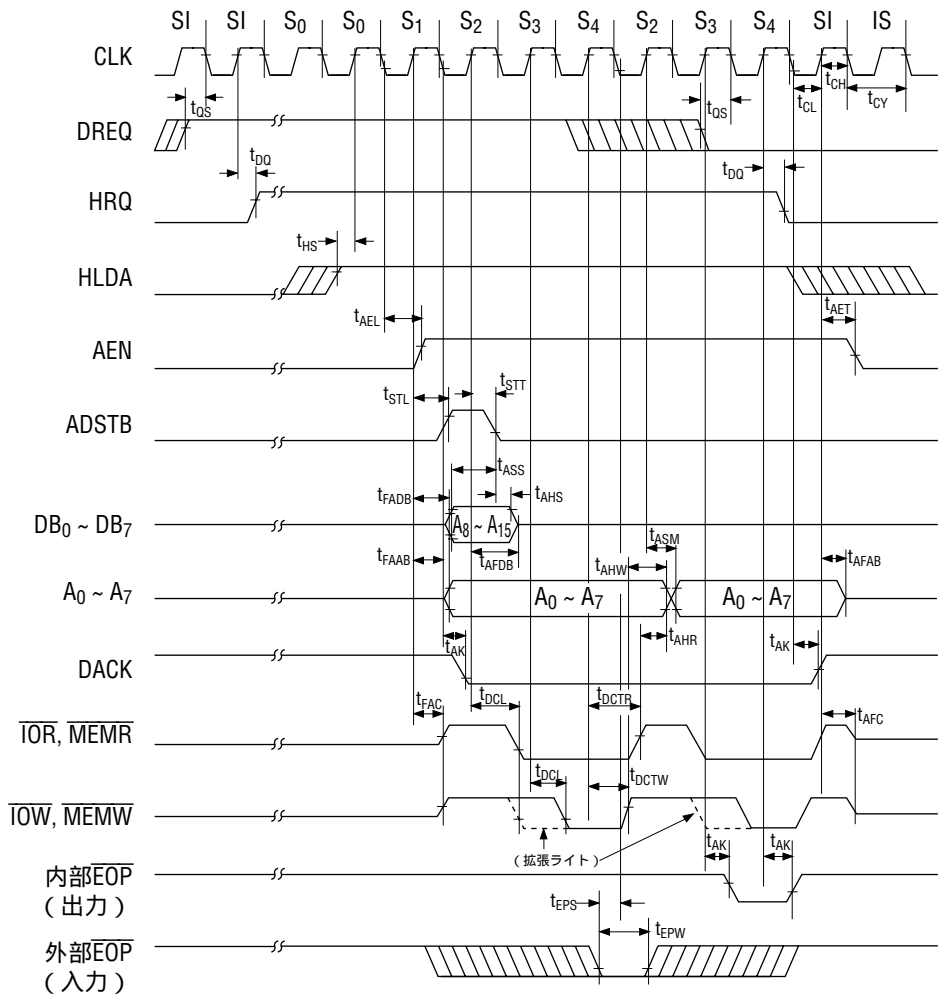 SI SI S0 S0 S1 S2 S3 S4 S2 S3 S4 SI IS
CLK
tQS tQS tCL tCH tCY
DREQ
tDQ tDQ
HRQ
tHS
HLDA
tAEL tAET
AEN
tSTL tSTT
ADSTB
tASS
tFADB tAHS
DB0 ~ DB7 A8 ~ A15
tFAAB tAFDB tAHW tASM tAFAB
A0 ~ A7 A0 ~ A7 A0 ~ A7
tAK tAHR tAK
DACK
tFAC tDCL tDCTR tAFC
IOR, MEMR
tDCL tDCTW
IOW, MEMW
(拡張ライト)
tAK tAK
内部EOP
(出力)
tEPS
tEPW
外部EOP
(入力)